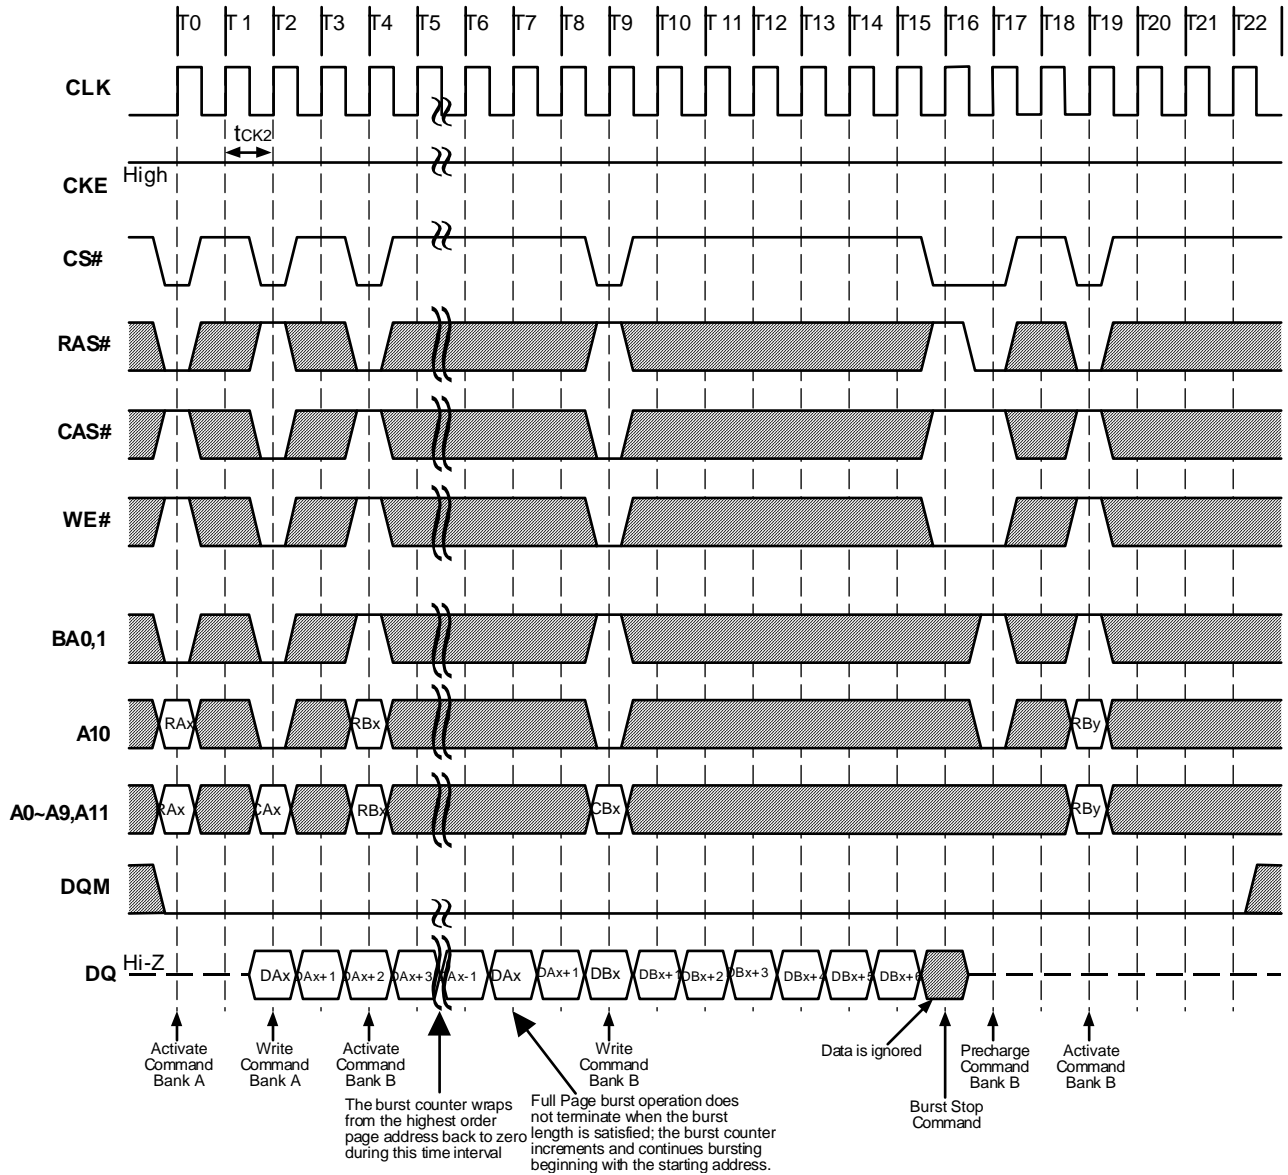 T0 T1 T2 T3 T4 T5 T6 T7 T8 T9 T10 T11 T12 T13 T14 T15 T16 T17 T18 T19 T20 T21 T22
CLK
tCK2
High
CKE
CS#
RAS#
CAS#
WE#
BA0,1
RAx RBx RBy
A10
A0~A9,A11 RAx CAx RBx CBx RBy
DQM
Hi-Z
DQ DAx DAx+1 DAx+2 DAx+3 DAx-1 DAx DAx+1 DBx DBx+1 DBx+2 DBx+3 DBx+4 DBx+5 DBx+6
Activate
Command
Bank A
Write
Command
Bank A
Activate
Command
Bank B
The burst counter wraps
from the highest order
page address back to zero
during this time interval
Full Page burst operation does
not terminate when the burst
length is satisfied; the burst counter
increments and continues bursting
beginning with the starting address.
Write
Command
Bank B
Data is ignored
Burst Stop
Command
Precharge
Command
Bank B
Activate
Command
Bank B